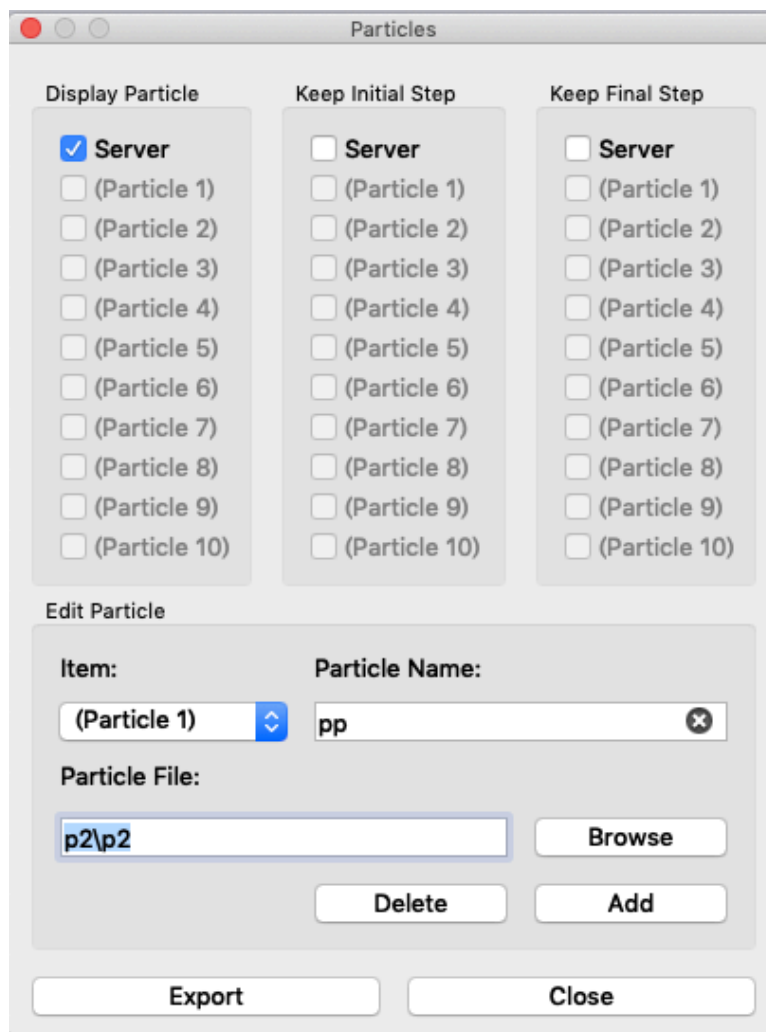 Particles
Display Particle
Keep Initial Step
Keep Final Step
Server
Server
Server
(Particle 1)
(Particle 1)
(Particle 1)
(Particle 2)
(Particle 2)
(Particle 2)
(Particle 3)
(Particle 3)
(Particle 3)
(Particle 4)
(Particle 4)
(Particle 4)
(Particle 5)
(Particle 5)
(Particle 5)
(Particle 6)
(Particle 6)
(Particle 6)
(Particle 7)
(Particle 7)
(Particle 7)
(Particle 8)
(Particle 8)
(Particle 8)
(Particle 9)
(Particle 9)
(Particle 9)
(Particle 10)
(Particle 10)
(Particle 10)
Edit Particle
Item:
Particle Name:
(Particle 1)
pp
Particle File:
p2\p2
Browse
Delete
Add
Export
Close